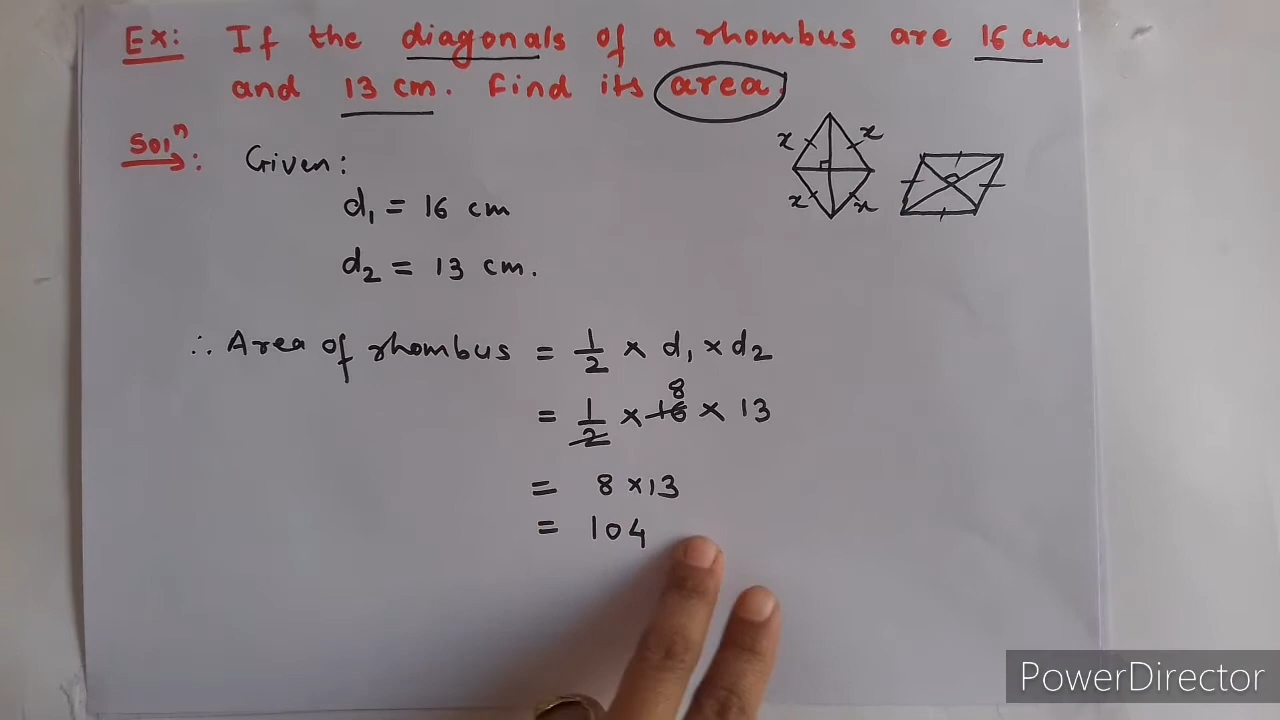 Ex: If the diagonals of a rhombus are 16 cm
and 13 cm. Find its area.
Solⁿ: Given:
d₁ = 16 cm
d₂ = 13 cm.
x x
x x
∴ Area of rhombus = 1/2 × d₁ × d₂
8
= 1/2 × 16 × 13
= 8 × 13
= 104
PowerDirector